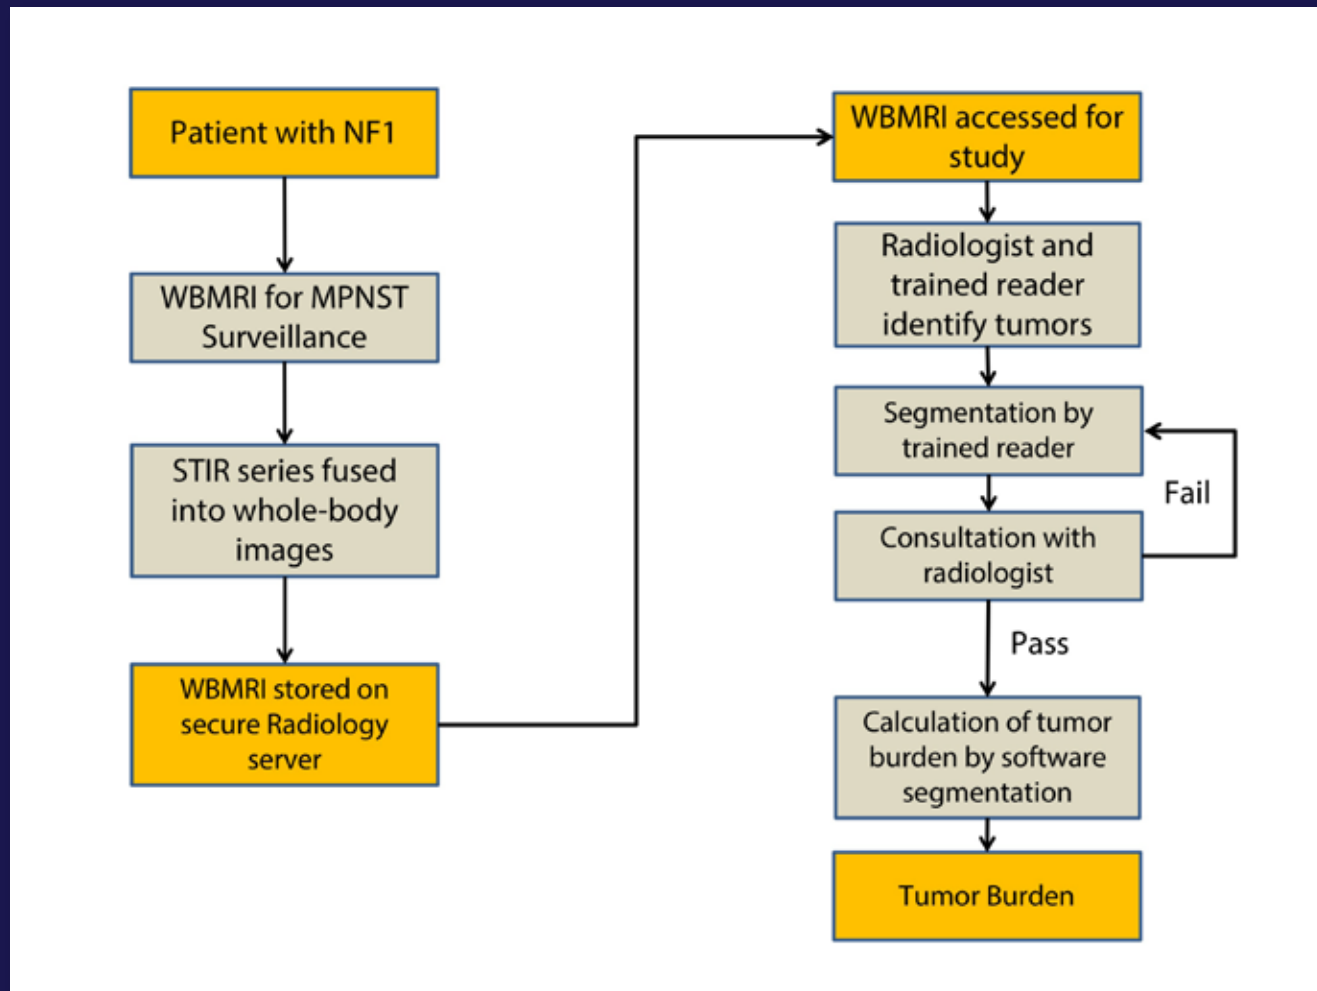 Patient with NF1
WBMRI for MPNST
Surveillance
STIR series fused
into whole-body
images
WBMRI stored on
secure Radiology
server
WBMRI accessed for
study
Radiologist and
trained reader
identify tumors
Segmentation by
trained reader
Fail
Consultation with
radiologist
Pass
Calculation of tumor
burden by software
segmentation
Tumor Burden